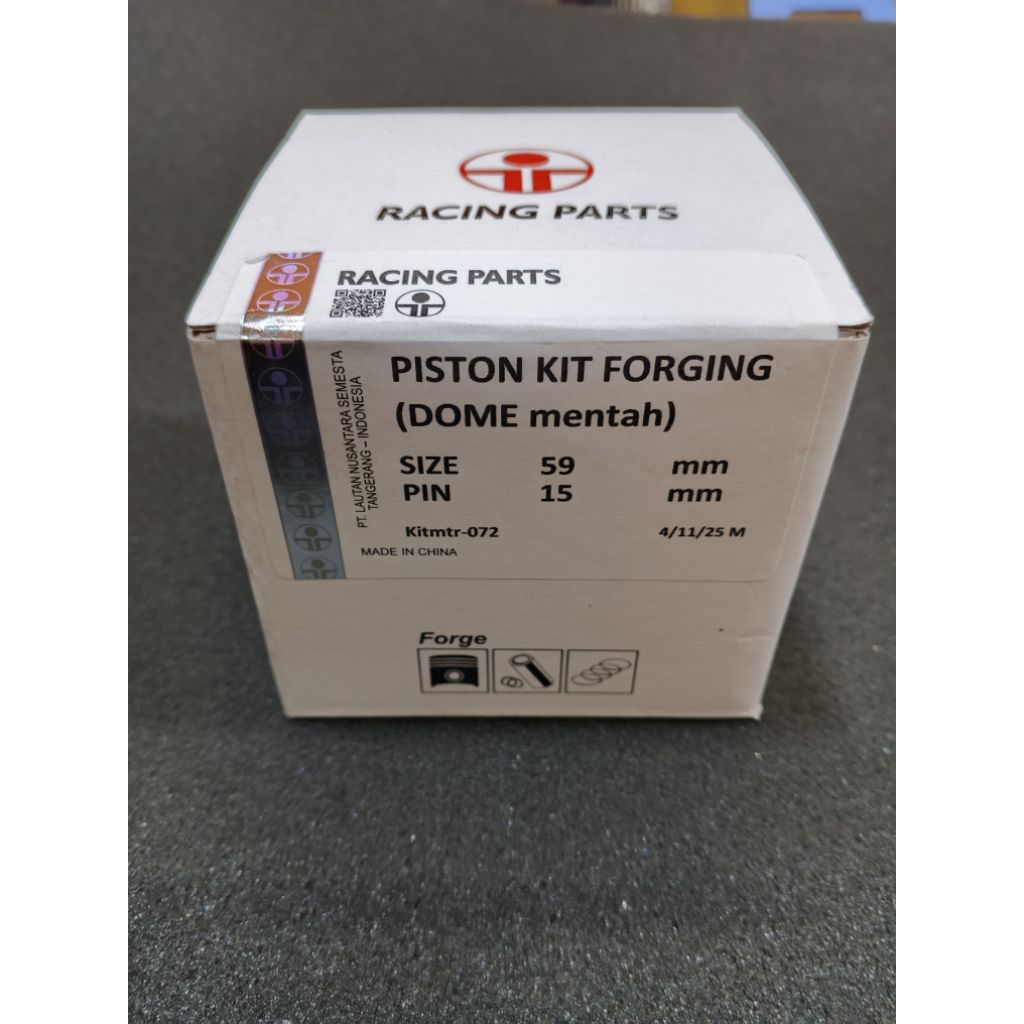 RACING PARTS
RACING PARTS
PT. LAUTAN NUSANTARA SEMESTA
TANGERANG – INDONESIA
PISTON KIT FORGING
(DOME mentah)
SIZE 59 mm
PIN 15 mm
Kitmtr-072 4/11/25 M
MADE IN CHINA
Forge